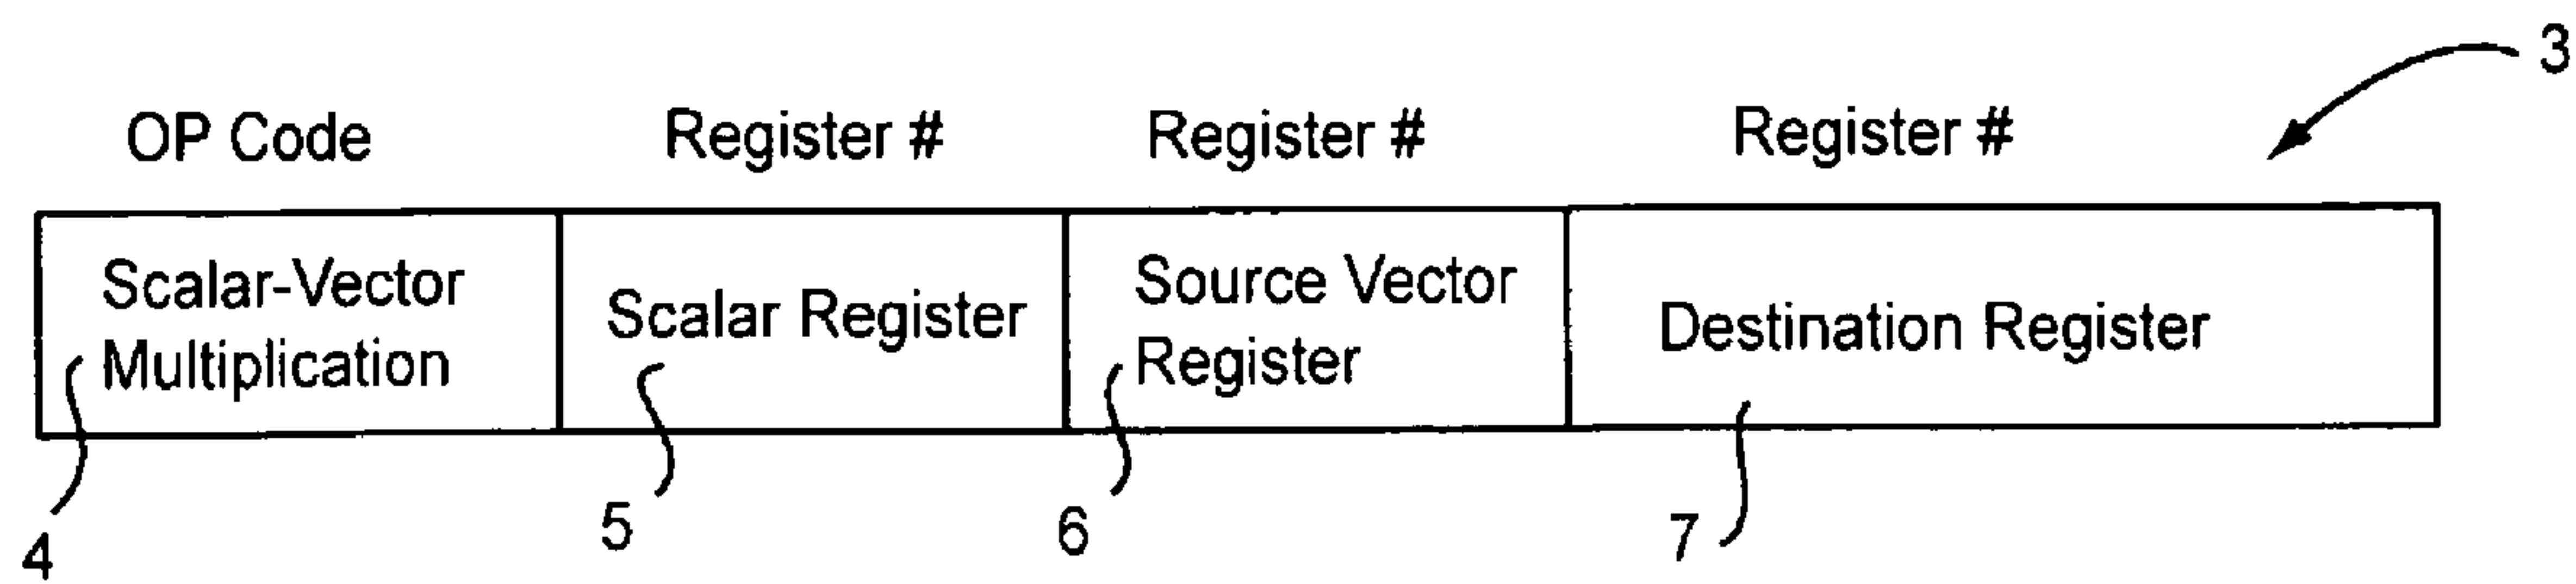 3
OP Code
Register #
Register #
Register #
Scalar-Vector
Multiplication
Scalar Register
Source Vector
Register
Destination Register
4
5
6
7